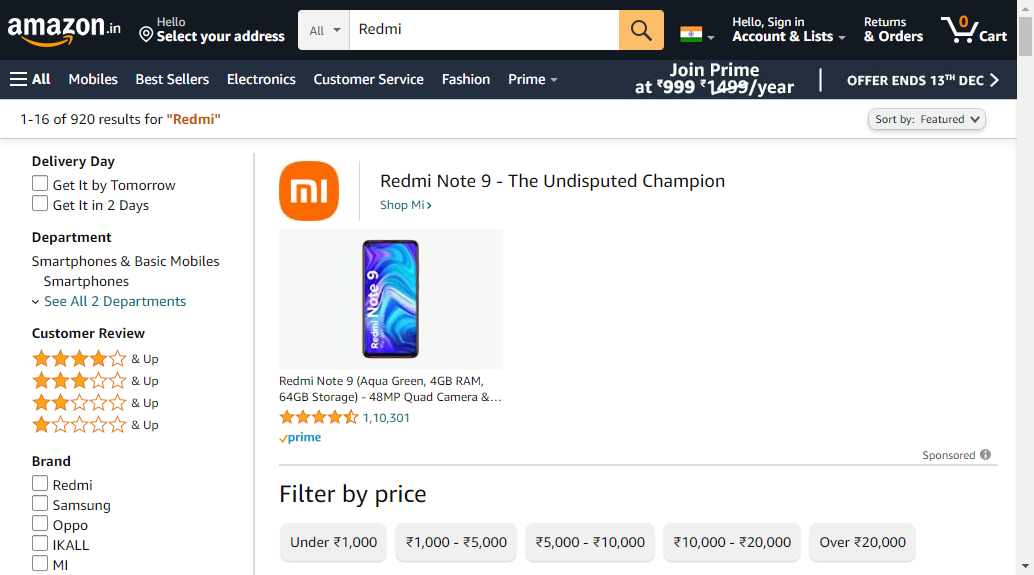 amazon.in
Hello
Select your address
All
Redmi
Hello, Sign in
Account & Lists
Returns
& Orders
0
Cart
All
Mobiles
Best Sellers
Electronics
Customer Service
Fashion
Prime
Join Prime
at ₹999 ₹1499/year
OFFER ENDS 13TH DEC
1-16 of 920 results for "Redmi"
Sort by: Featured
Delivery Day
Get It by Tomorrow
Get It in 2 Days
Department
Smartphones & Basic Mobiles
Smartphones
See All 2 Departments
Customer Review
& Up
& Up
& Up
& Up
Brand
Redmi
Samsung
Oppo
IKALL
MI
mi
Redmi Note 9 - The Undisputed Champion
Shop Mi
Redmi Note 9
Redmi Note 9 (Aqua Green, 4GB RAM,
64GB Storage) - 48MP Quad Camera &...
1,10,301
prime
Sponsored
Filter by price
Under ₹1,000
₹1,000 - ₹5,000
₹5,000 - ₹10,000
₹10,000 - ₹20,000
Over ₹20,000